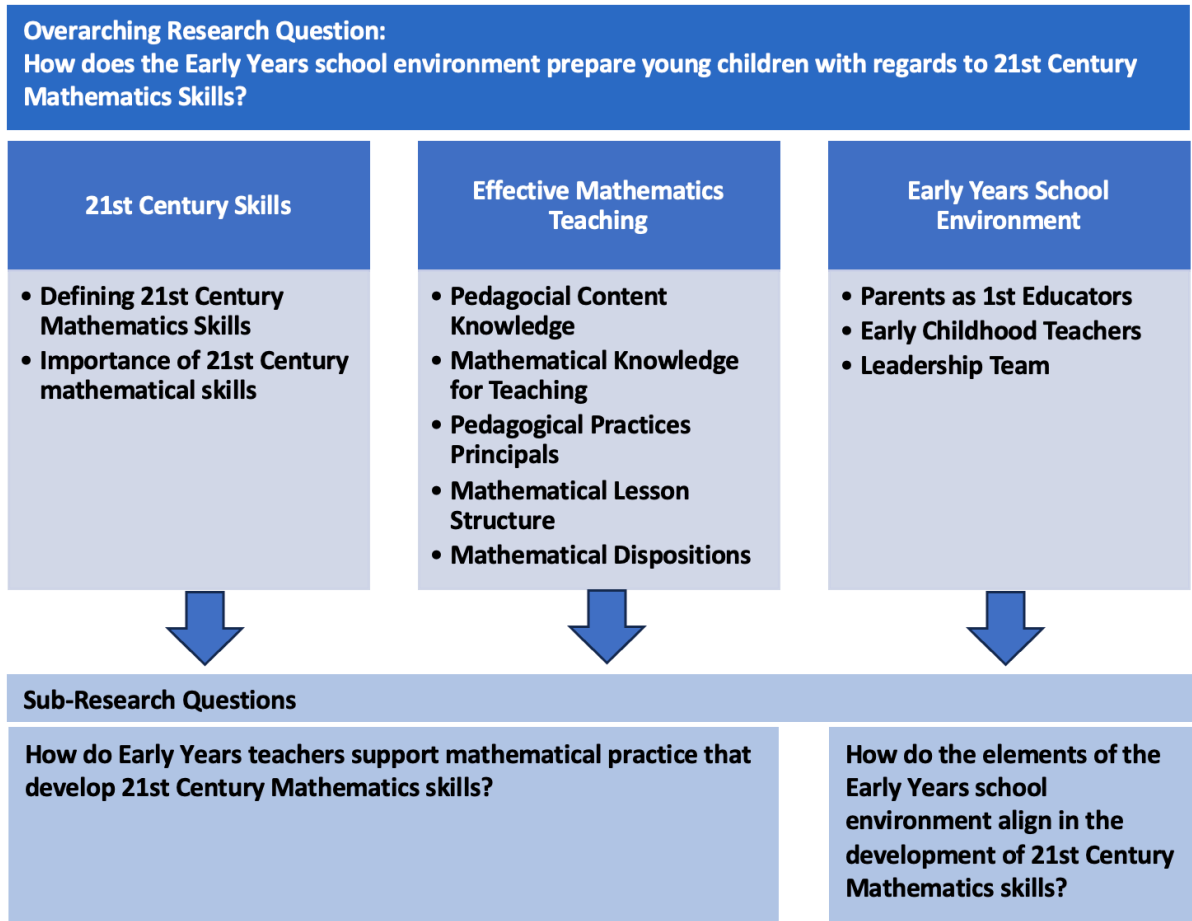 Overarching Research Question:
How does the Early Years school environment prepare young children with regards to 21st Century
Mathematics Skills?
21st Century Skills
• Defining 21st Century
Mathematics Skills
• Importance of 21st Century
mathematical skills
Effective Mathematics
Teaching
• Pedagocial Content
Knowledge
• Mathematical Knowledge
for Teaching
• Pedagogical Practices
Principals
• Mathematical Lesson
Structure
• Mathematical Dispositions
Early Years School
Environment
• Parents as 1st Educators
• Early Childhood Teachers
• Leadership Team
Sub-Research Questions
How do Early Years teachers support mathematical practice that
develop 21st Century Mathematics skills?
How do the elements of the
Early Years school
environment align in the
development of 21st Century
Mathematics skills?